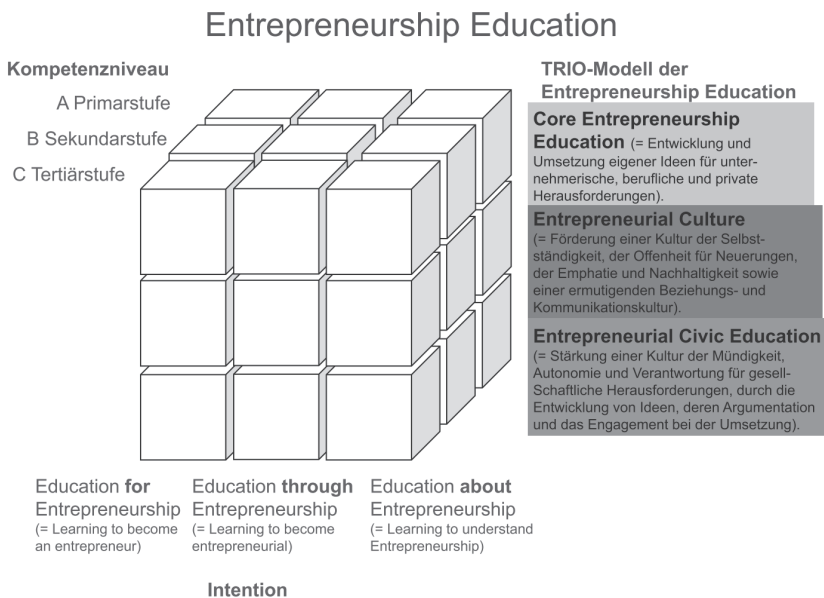 Entrepreneurship Education
Kompetenzniveau
A Primarstufe
B Sekundarstufe
C Tertiärstufe
TRIO-Modell der
Entrepreneurship Education
Core Entrepreneurship
Education (= Entwicklung und
Umsetzung eigener Ideen für unter-
nehmerische, berufliche und private
Herausforderungen).
Entrepreneurial Culture
(= Förderung einer Kultur der Selbst-
ständigkeit, der Offenheit für Neuerungen,
der Emphatie und Nachhaltigkeit sowie
einer ermutigenden Beziehungs- und
Kommunikationskultur).
Entrepreneurial Civic Education
(= Stärkung einer Kultur der Mündigkeit,
Autonomie und Verantwortung für gesell-
Schaftliche Herausforderungen, durch die
Entwicklung von Ideen, deren Argumentation
und das Engagement bei der Umsetzung).
Education for
Entrepreneurship
(= Learning to become
an entrepreneur)
Education through
Entrepreneurship
(= Learning to become
entrepreneurial)
Education about
Entrepreneurship
(= Learning to understand
Entrepreneurship)
Intention